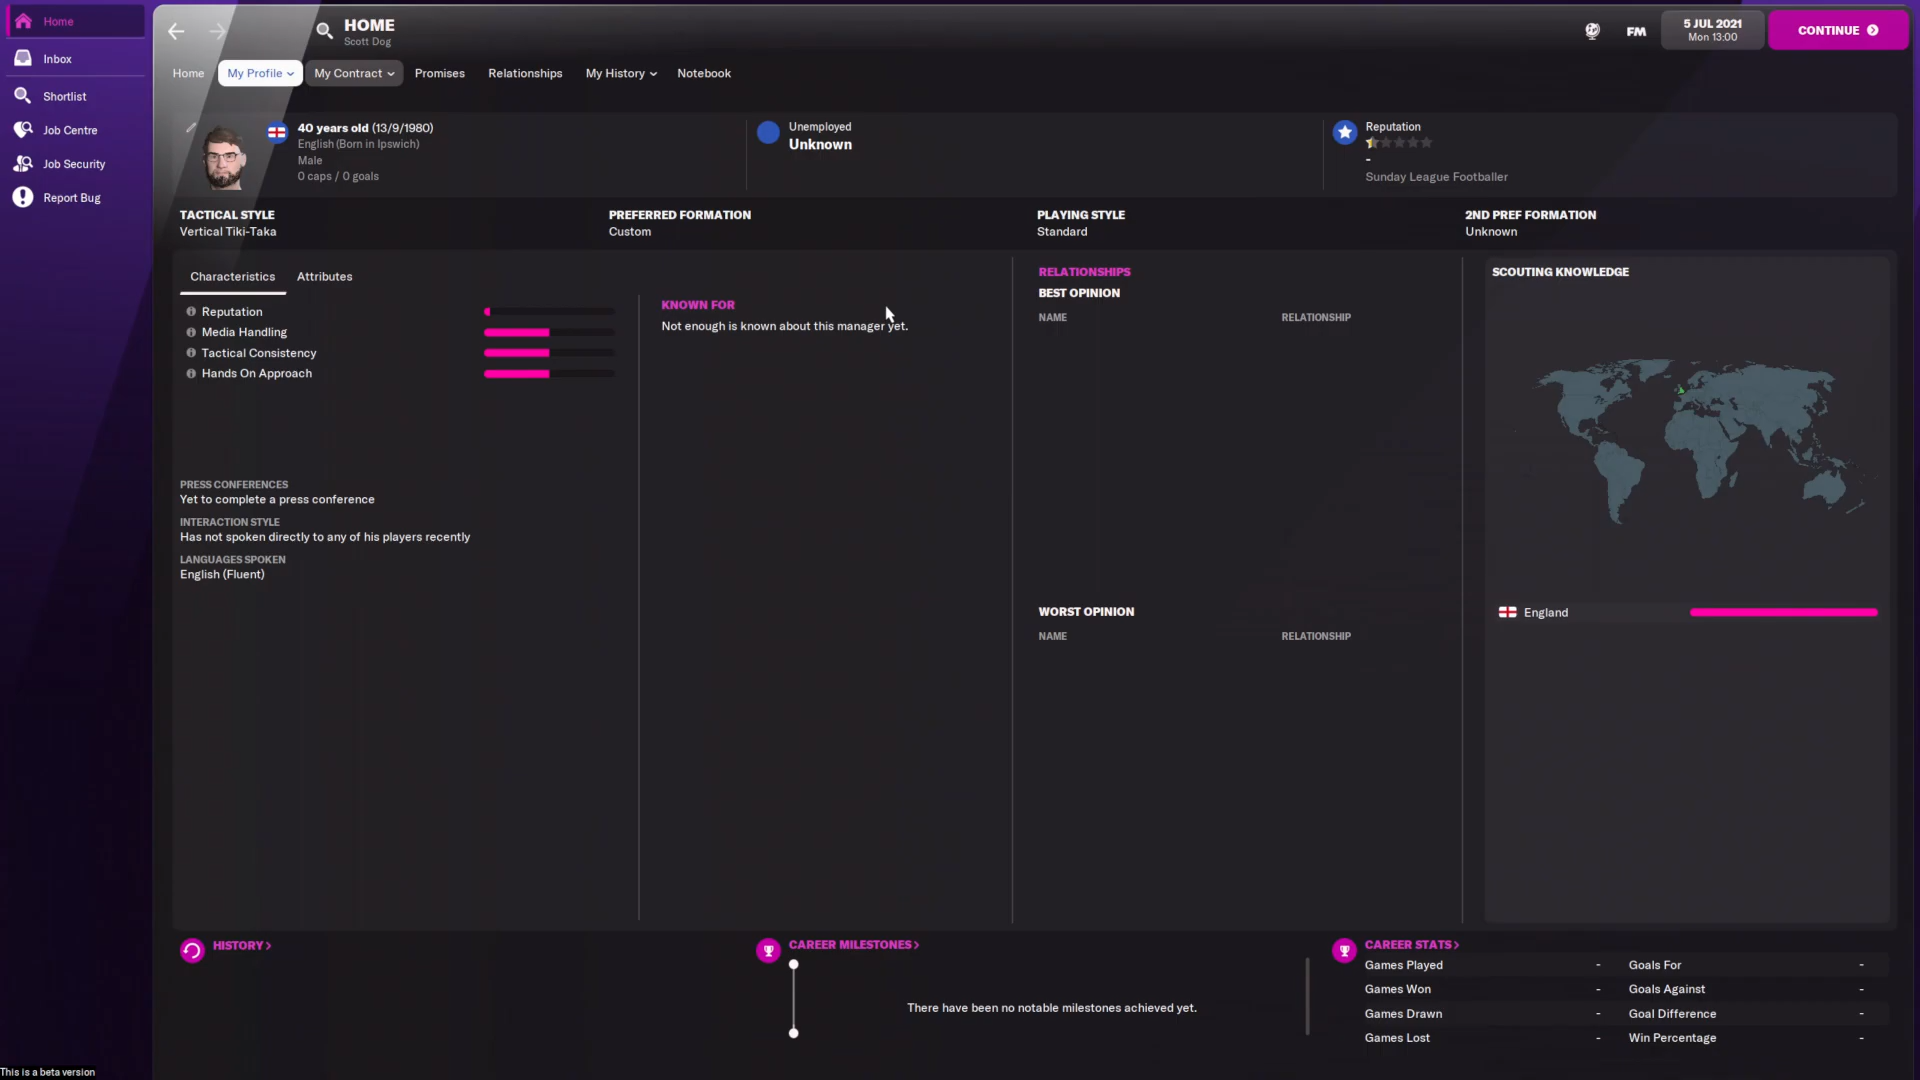 Home
Inbox
Shortlist
Job Centre
Job Security
Report Bug
HOME
Scott Dog
FM
5 JUL 2021
Mon 13:00
CONTINUE
Home
My Profile
My Contract
Promises
Relationships
My History
Notebook
40 years old (13/9/1980)
English (Born in Ipswich)
Male
0 caps / 0 goals
Unemployed
Unknown
Reputation
-
Sunday League Footballer
TACTICAL STYLE
Vertical Tiki-Taka
PREFERRED FORMATION
Custom
PLAYING STYLE
Standard
2ND PREF FORMATION
Unknown
Characteristics
Attributes
Reputation
Media Handling
Tactical Consistency
Hands On Approach
PRESS CONFERENCES
Yet to complete a press conference
INTERACTION STYLE
Has not spoken directly to any of his players recently
LANGUAGES SPOKEN
English (Fluent)
KNOWN FOR
Not enough is known about this manager yet.
RELATIONSHIPS
BEST OPINION
NAME RELATIONSHIP
WORST OPINION
NAME RELATIONSHIP
SCOUTING KNOWLEDGE
England
HISTORY>
CAREER MILESTONES>
There have been no notable milestones achieved yet.
CAREER STATS>
Games Played - Goals For -
Games Won - Goals Against -
Games Drawn - Goal Difference -
Games Lost - Win Percentage -
This is a beta version